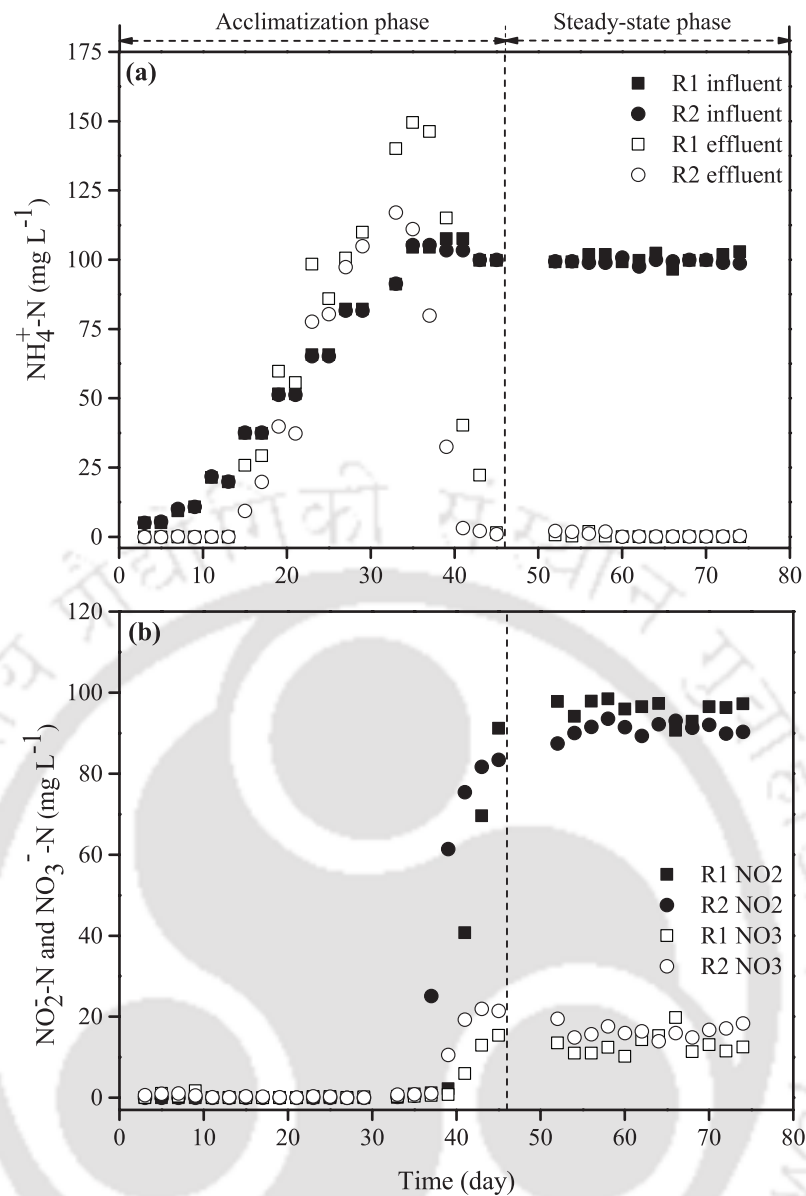 Acclimatization phase Steady-state phase
(a)
175
150
125
100
75
50
25
0
NH4+-N (mg L-1)
R1 influent
R2 influent
R1 effluent
R2 effluent
0 10 20 30 40 50 60 70 80
(b)
120
100
80
60
40
20
0
NO2--N and NO3--N (mg L-1)
R1 NO2
R2 NO2
R1 NO3
R2 NO3
0 10 20 30 40 50 60 70 80
Time (day)